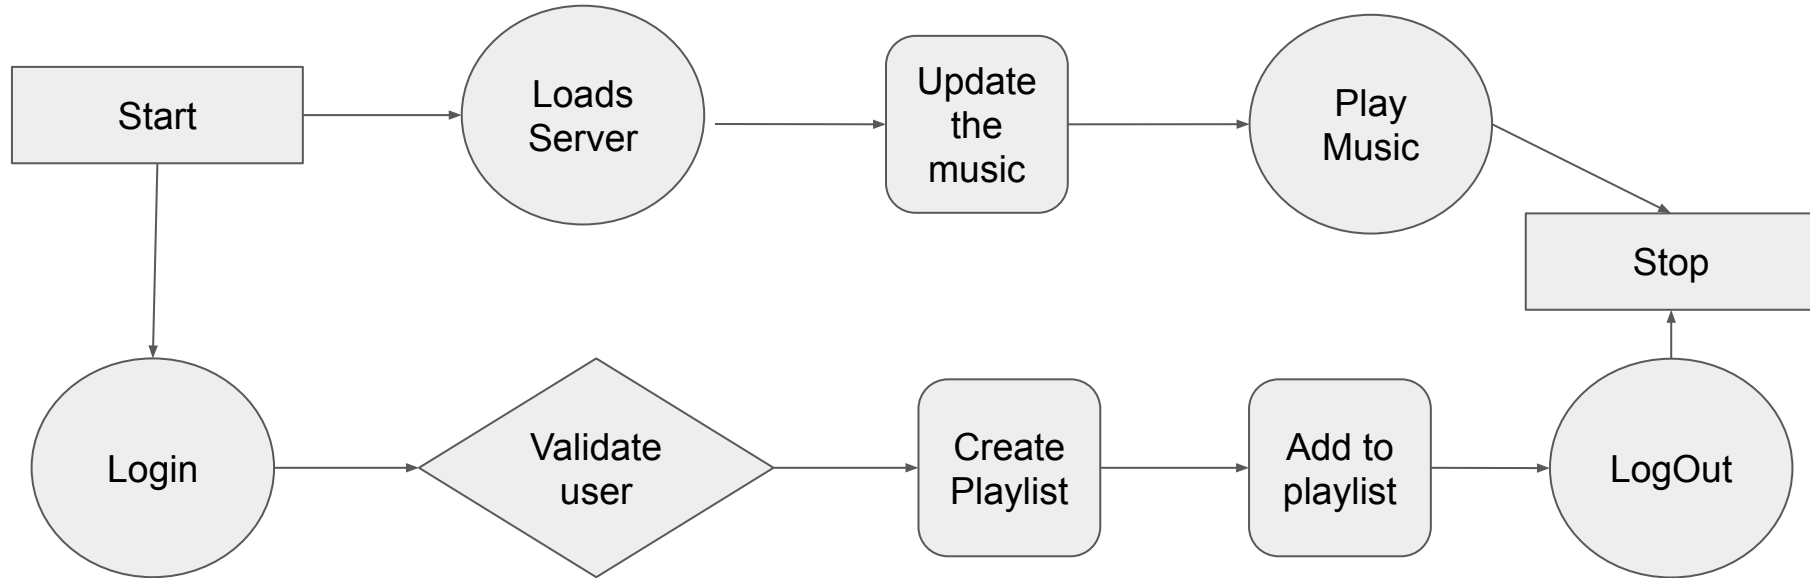 Start
Loads
Server
Update
the
music
Play
Music
Stop
Login
Validate
user
Create
Playlist
Add to
playlist
LogOut